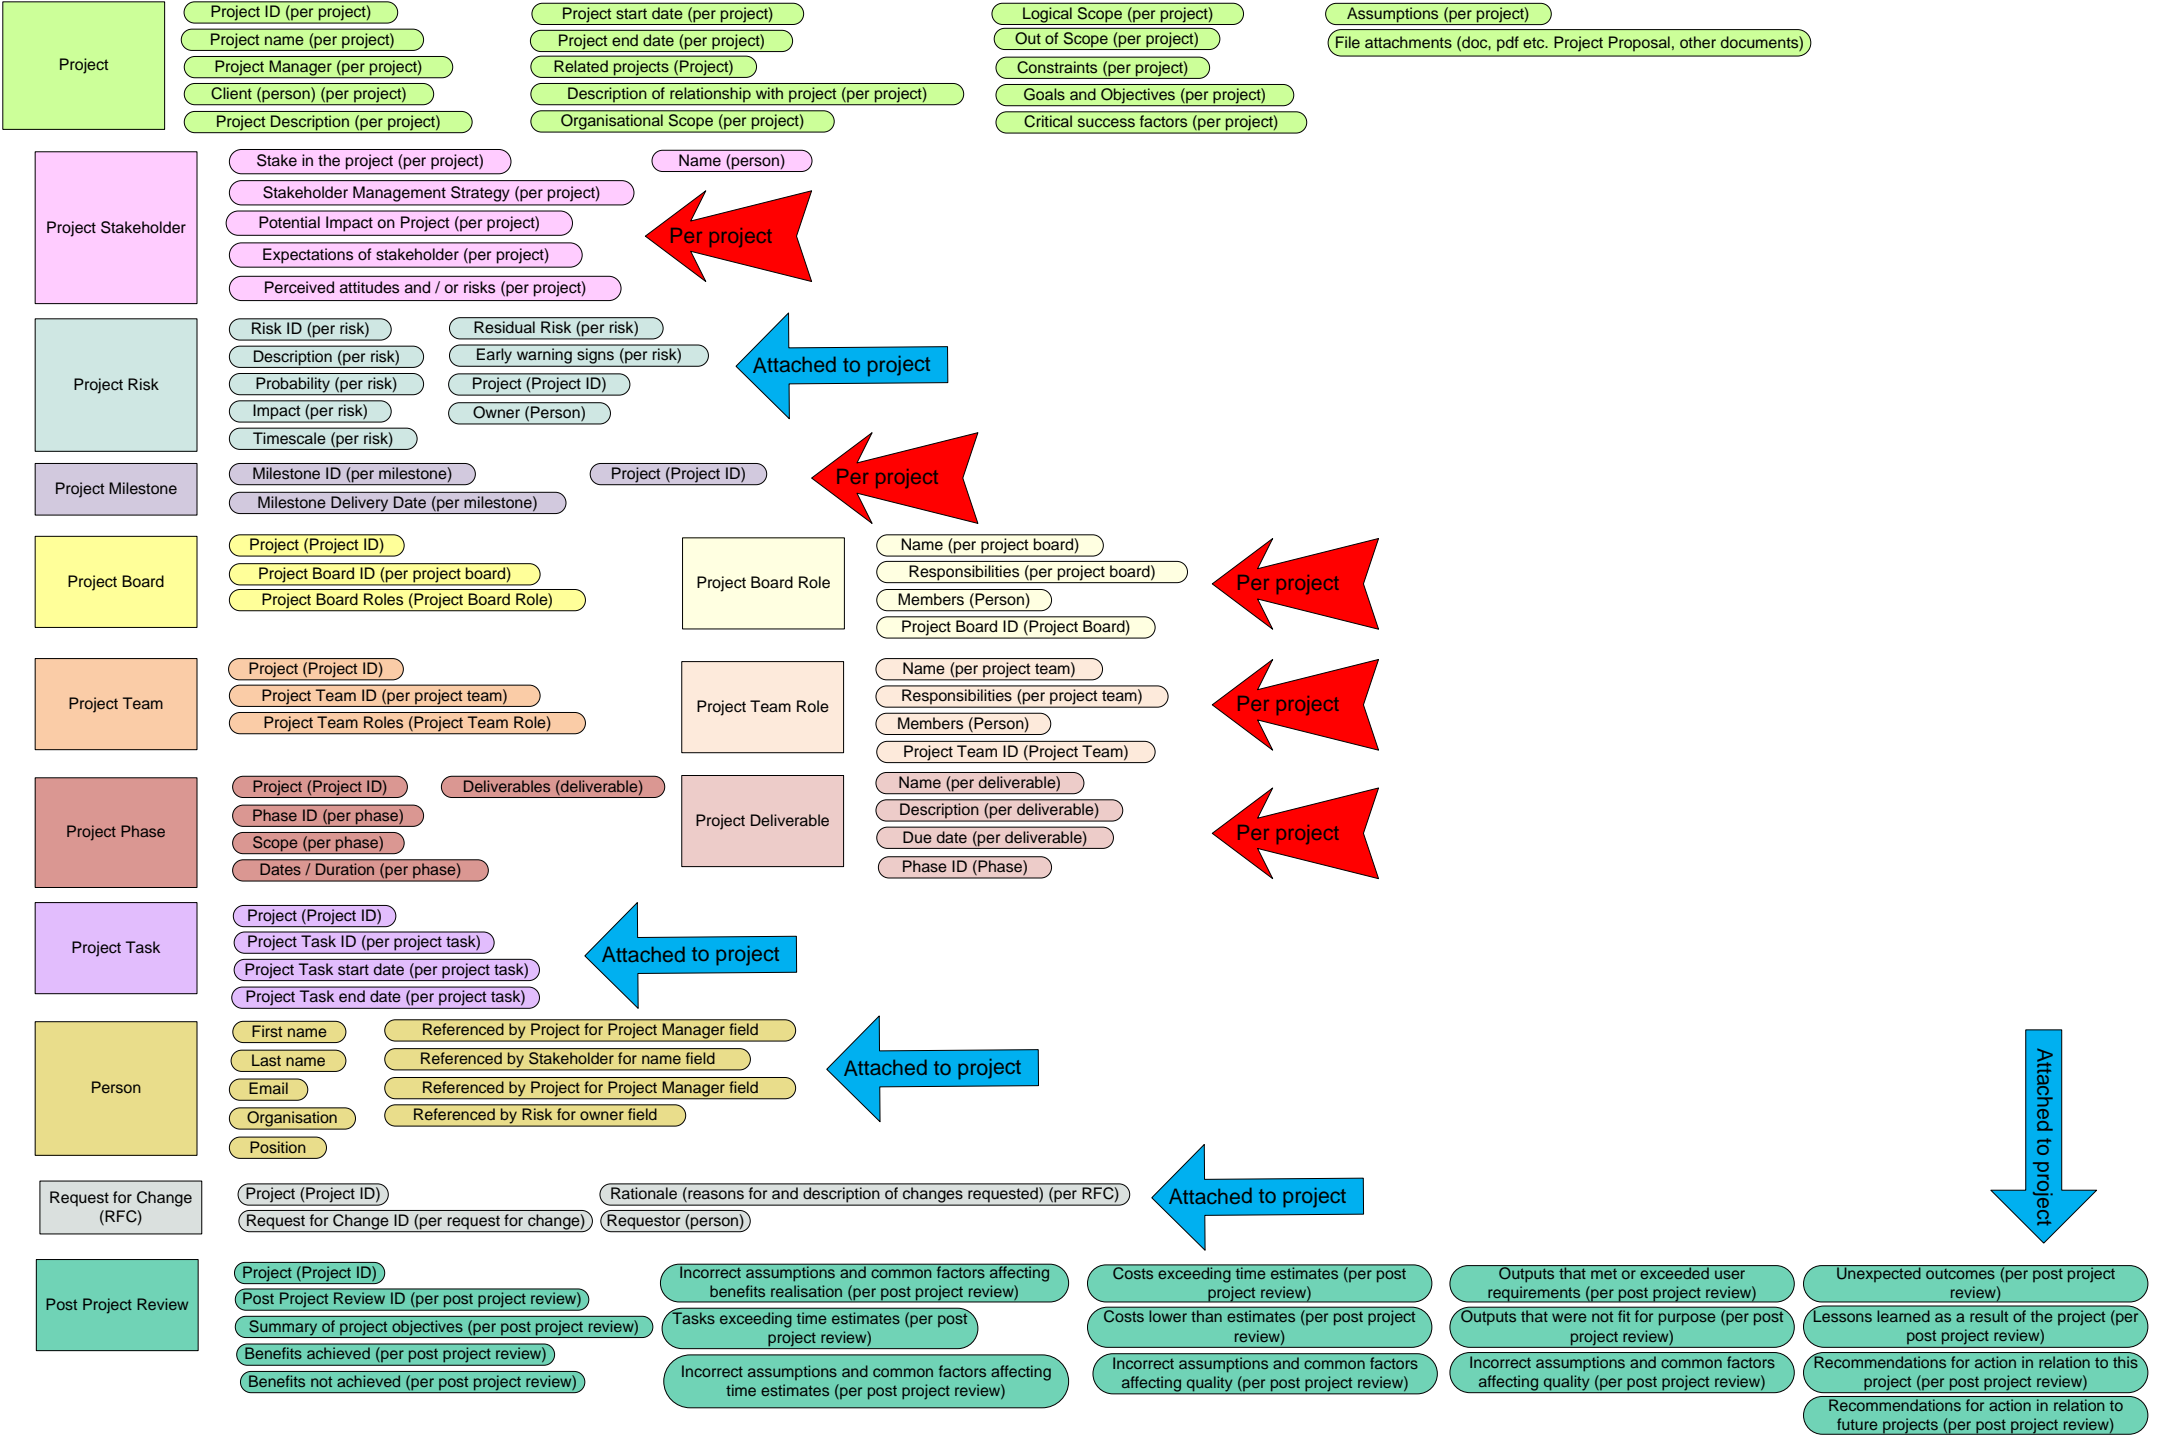 Project
Project ID (per project)
Project name (per project)
Project Manager (per project)
Client (person) (per project)
Project Description (per project)
Project start date (per project)
Project end date (per project)
Related projects (Project)
Description of relationship with project (per project)
Organisational Scope (per project)
Logical Scope (per project)
Out of Scope (per project)
Constraints (per project)
Goals and Objectives (per project)
Critical success factors (per project)
Assumptions (per project)
File attachments (doc, pdf etc. Project Proposal, other documents)
Project Stakeholder
Stake in the project (per project)
Stakeholder Management Strategy (per project)
Potential Impact on Project (per project)
Expectations of stakeholder (per project)
Perceived attitudes and / or risks (per project)
Name (person)
Per project
Project Risk
Risk ID (per risk)
Description (per risk)
Probability (per risk)
Impact (per risk)
Timescale (per risk)
Residual Risk (per risk)
Early warning signs (per risk)
Project (Project ID)
Owner (Person)
Attached to project
Project Milestone
Milestone ID (per milestone)
Milestone Delivery Date (per milestone)
Project (Project ID)
Per project
Project Board
Project (Project ID)
Project Board ID (per project board)
Project Board Roles (Project Board Role)
Project Board Role
Name (per project board)
Responsibilities (per project board)
Members (Person)
Project Board ID (Project Board)
Per project
Project Team
Project (Project ID)
Project Team ID (per project team)
Project Team Roles (Project Team Role)
Project Team Role
Name (per project team)
Responsibilities (per project team)
Members (Person)
Project Team ID (Project Team)
Per project
Project Phase
Project (Project ID)
Phase ID (per phase)
Scope (per phase)
Dates / Duration (per phase)
Deliverables (deliverable)
Project Deliverable
Name (per deliverable)
Description (per deliverable)
Due date (per deliverable)
Phase ID (Phase)
Per project
Project Task
Project (Project ID)
Project Task ID (per project task)
Project Task start date (per project task)
Project Task end date (per project task)
Attached to project
Person
First name
Last name
Email
Organisation
Position
Referenced by Project for Project Manager field
Referenced by Stakeholder for name field
Referenced by Project for Project Manager field
Referenced by Risk for owner field
Attached to project
Attached to project
Request for Change
(RFC)
Project (Project ID)
Request for Change ID (per request for change)
Rationale (reasons for and description of changes requested) (per RFC)
Requestor (person)
Attached to project
Post Project Review
Project (Project ID)
Post Project Review ID (per post project review)
Summary of project objectives (per post project review)
Benefits achieved (per post project review)
Benefits not achieved (per post project review)
Incorrect assumptions and common factors affecting
benefits realisation (per post project review)
Tasks exceeding time estimates (per post
project review)
Incorrect assumptions and common factors affecting
time estimates (per post project review)
Costs exceeding time estimates (per post
project review)
Costs lower than estimates (per post project
review)
Incorrect assumptions and common factors
affecting quality (per post project review)
Outputs that met or exceeded user
requirements (per post project review)
Outputs that were not fit for purpose (per post
project review)
Incorrect assumptions and common factors
affecting quality (per post project review)
Unexpected outcomes (per post project
review)
Lessons learned as a result of the project (per
post project review)
Recommendations for action in relation to this
project (per post project review)
Recommendations for action in relation to
future projects (per post project review)